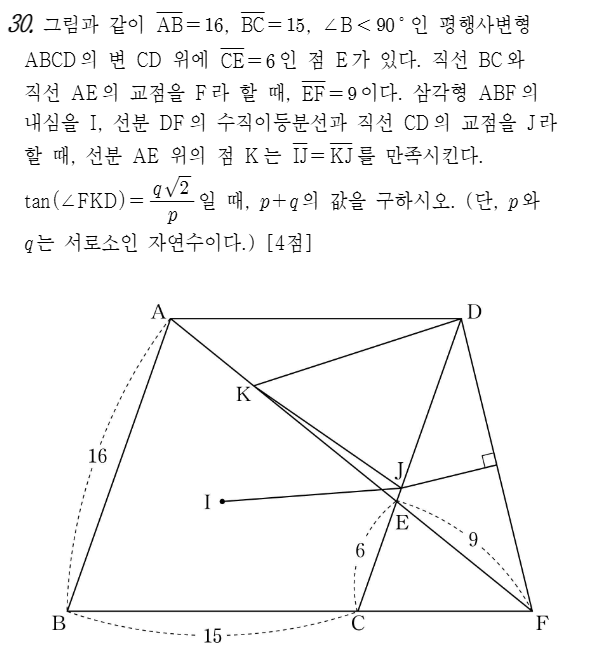 30. 그림과 같이 AB=16, BC=15, ∠B<90°인 평행사변형
ABCD의 변 CD 위에 CE=6인 점 E가 있다. 직선 BC와
직선 AE의 교점을 F라 할 때, EF=9이다. 삼각형 ABF의
내심을 I, 선분 DF의 수직이등분선과 직선 CD의 교점을 J라
할 때, 선분 AE 위의 점 K는 IJ=KJ를 만족시킨다.
tan(∠FKD)=q√2/p일 때, p+q의 값을 구하시오. (단, p와
q는 서로소인 자연수이다.) [4점]
A
D
K
16
J
I
E
9
6
B
C
F
15